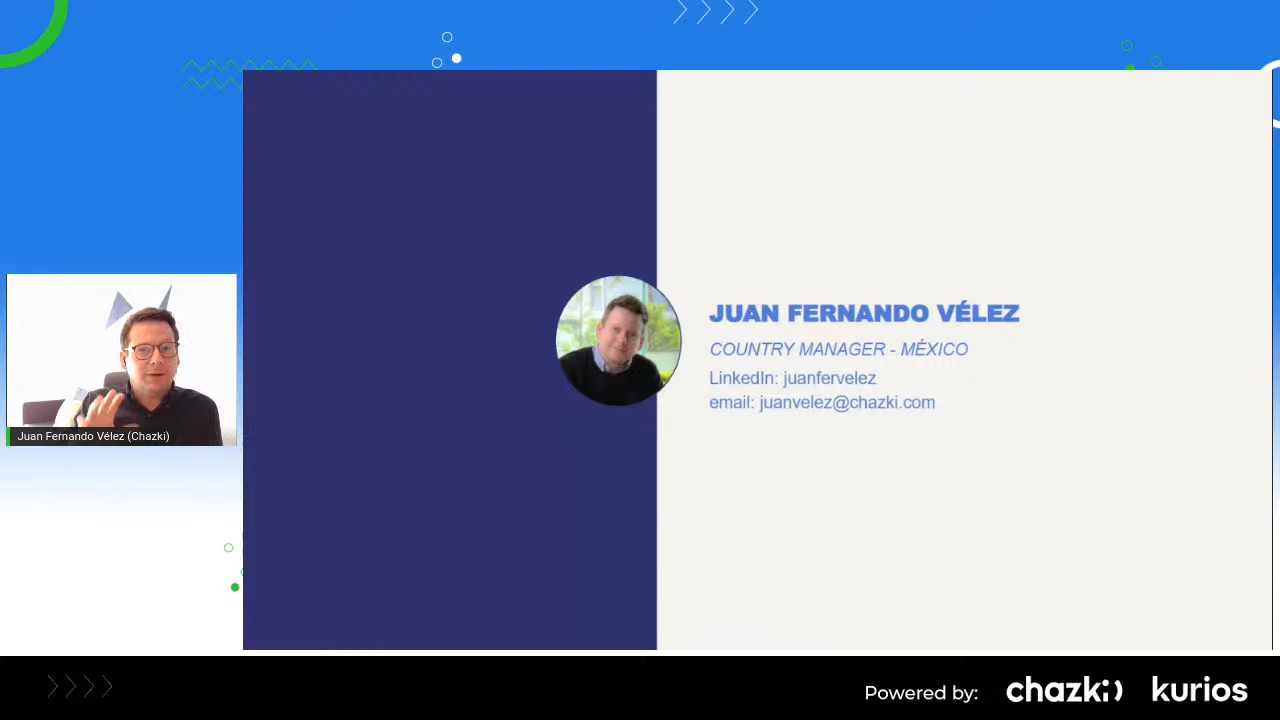 JUAN FERNANDO VÉLEZ
COUNTRY MANAGER - MÉXICO
LinkedIn: juanfervelez
email: juanvelez@chazki.com
Juan Fernando Vélez (Chazki)
Powered by: chazki kurios